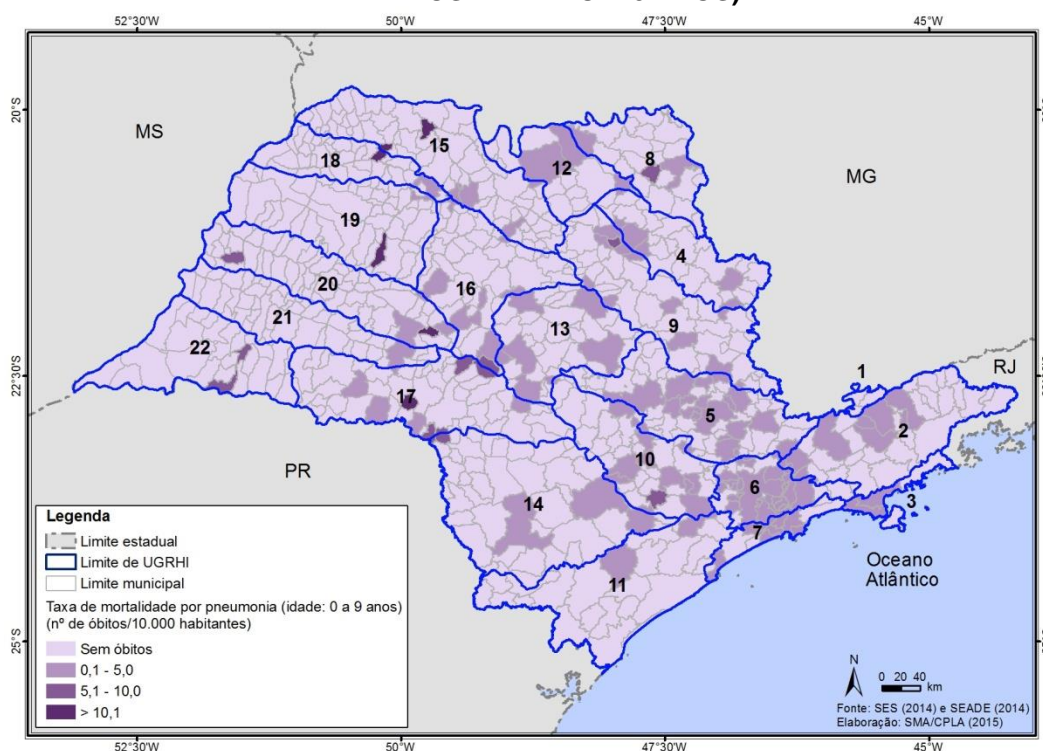 52°30'W 50°W 47°30'W 45°W
20°S
MS
15
18
12
8
MG
19
4
20
16
21
13
9
22
22°30'S
17
1
RJ
5
2
PR
10
6
3
14
7
11
Oceano
Atlântico
Legenda
Limite estadual
Limite de UGRHI
Limite municipal
Taxa de mortalidade por pneumonia (idade: 0 a 9 anos)
(nº de óbitos/10.000 habitantes)
Sem óbitos
0,1 - 5,0
5,1 - 10,0
> 10,1
25°S
N
0 20 40
km
Fonte: SES (2014) e SEADE (2014)
Elaboração: SMA/CPLA (2015)
52°30'W 50°W 47°30'W 45°W